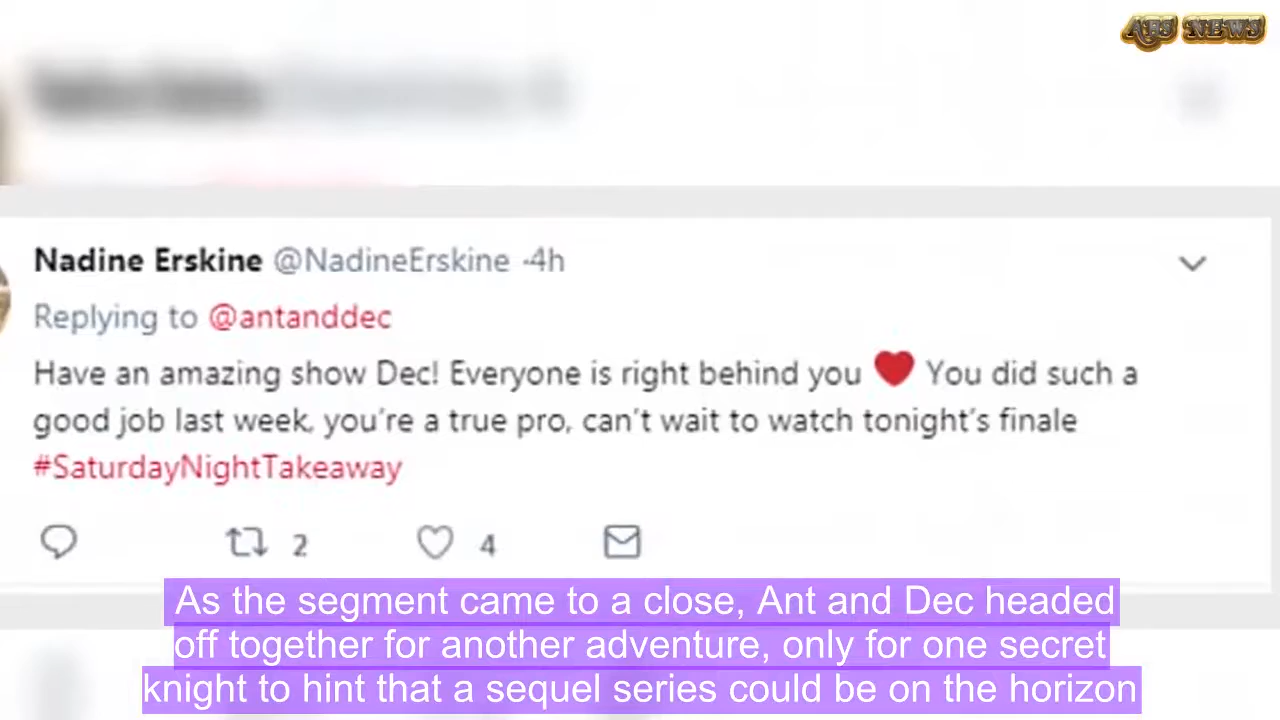 AFS NEWS
Nadine Erskine @NadineErskine ·4h
Replying to @antanddec
Have an amazing show Dec! Everyone is right behind you ❤ You did such a
good job last week, you're a true pro, can't wait to watch tonight's finale
#SaturdayNightTakeaway
2 4
As the segment came to a close, Ant and Dec headed
off together for another adventure, only for one secret
knight to hint that a sequel series could be on the horizon